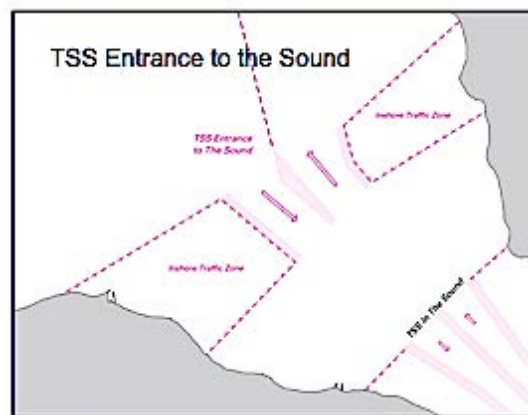 TSS Entrance to the Sound
Inshore Traffic Zone
TSS Entrance
to The Sound
Inshore Traffic Zone
TSS In The Sound